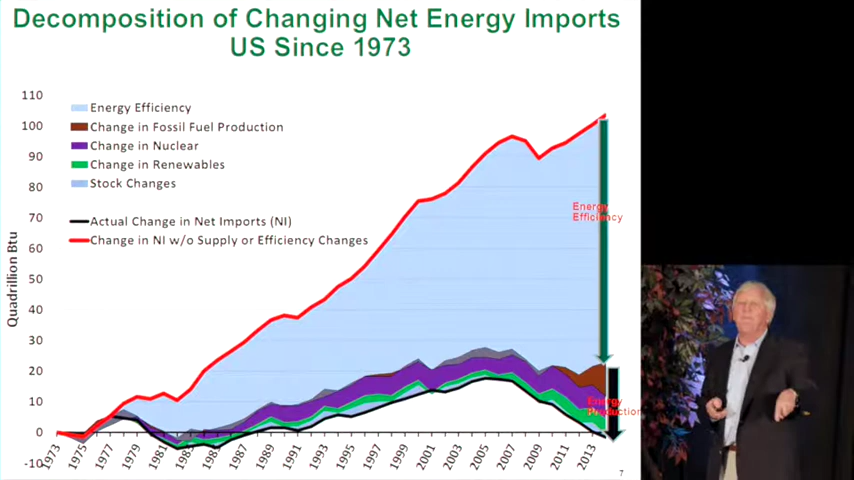 Decomposition of Changing Net Energy Imports
US Since 1973
110
100
90
80
70
60
50
40
30
20
10
0
-10
Quadrillion Btu
Energy Efficiency
Change in Fossil Fuel Production
Change in Nuclear
Change in Renewables
Stock Changes
Actual Change in Net Imports (NI)
Change in NI w/o Supply or Efficiency Changes
Energy
Efficiency
Energy
Production
1973
1975
1977
1979
1981
1983
1985
1987
1989
1991
1993
1995
1997
1999
2001
2003
2005
2007
2009
2011
2013
7